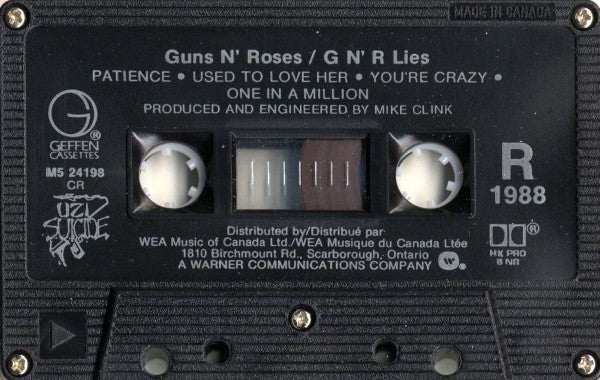 MADE IN CANADA
Guns N' Roses / G N' R Lies
PATIENCE • USED TO LOVE HER • YOU'RE CRAZY •
ONE IN A MILLION
PRODUCED AND ENGINEERED BY MIKE CLINK
G
®
GEFFEN
CASSETTES
M5 24198
CR
UZI
SUICIDE
R
1988
Distributed by/Distribué par
WEA Music of Canada Ltd./WEA Musique du Canada Ltée
1810 Birchmount Rd., Scarborough, Ontario
A WARNER COMMUNICATIONS COMPANY
®
HX PRO
B NR